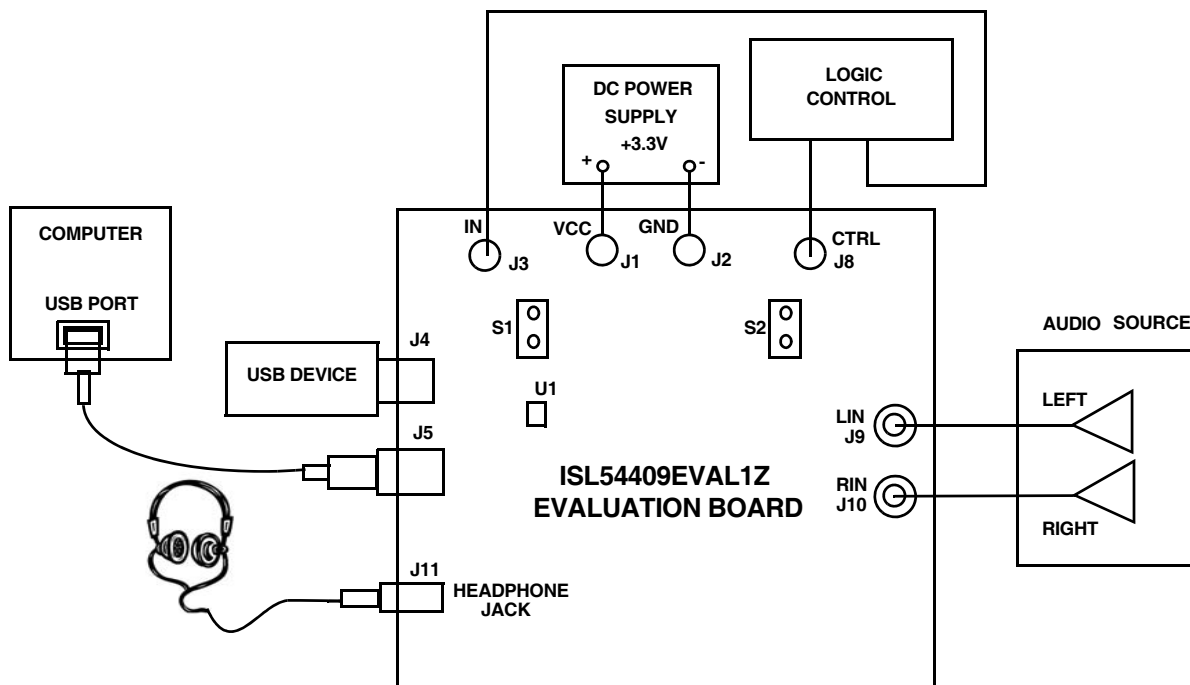 LOGIC
CONTROL
DC POWER
SUPPLY
+3.3V
+
-
COMPUTER
USB PORT
IN
J3
VCC
J1
GND
J2
CTRL
J8
S1
S2
AUDIO SOURCE
J4
USB DEVICE
U1
LEFT
LIN
J9
J5
ISL54409EVAL1Z
EVALUATION BOARD
RIN
J10
RIGHT
J11
HEADPHONE
JACK